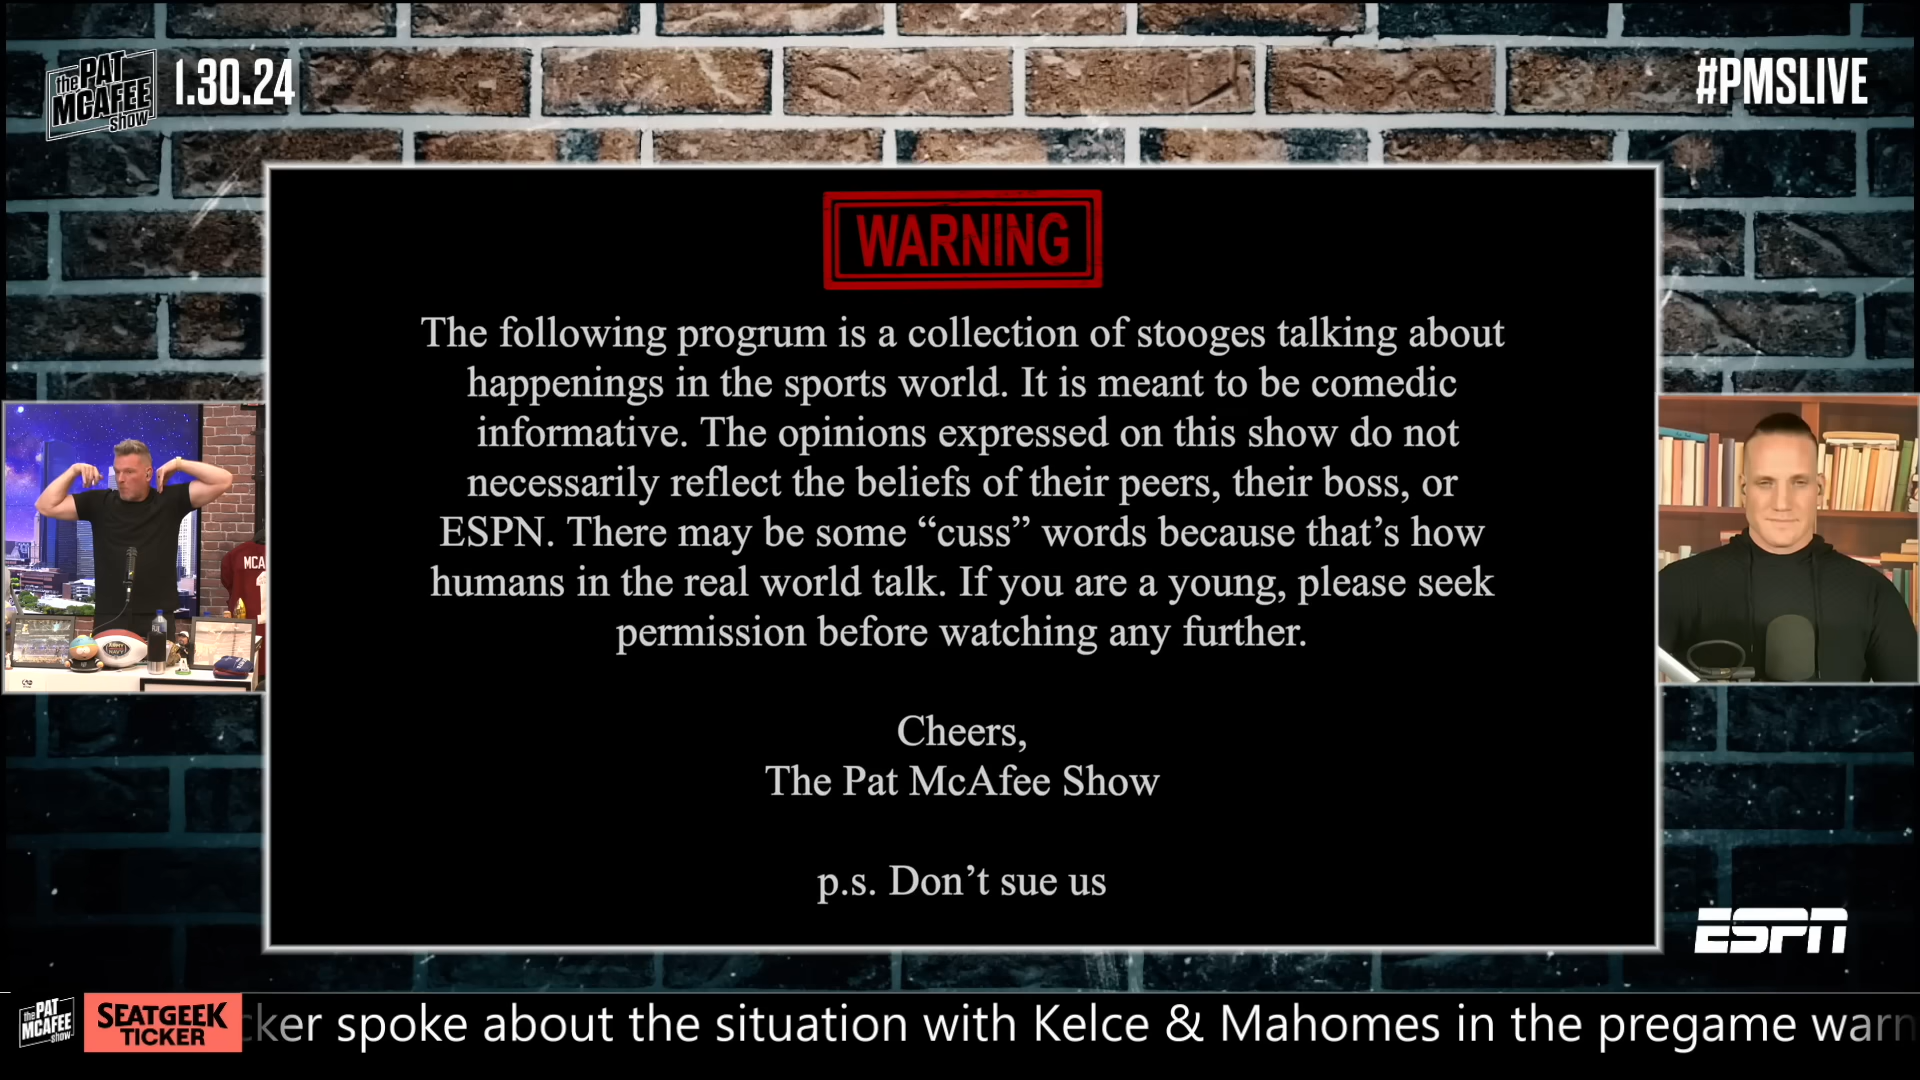 the PAT MCAFEE show
1.30.24
#PMSLIVE
WARNING
The following progrum is a collection of stooges talking about
happenings in the sports world. It is meant to be comedic
informative. The opinions expressed on this show do not
necessarily reflect the beliefs of their peers, their boss, or
ESPN. There may be some “cuss” words because that’s how
humans in the real world talk. If you are a young, please seek
permission before watching any further.
Cheers,
The Pat McAfee Show
p.s. Don’t sue us
MCA
ESPN
the PAT MCAFEE show
SEATGEEK
TICKER
cker spoke about the situation with Kelce & Mahomes in the pregame warn